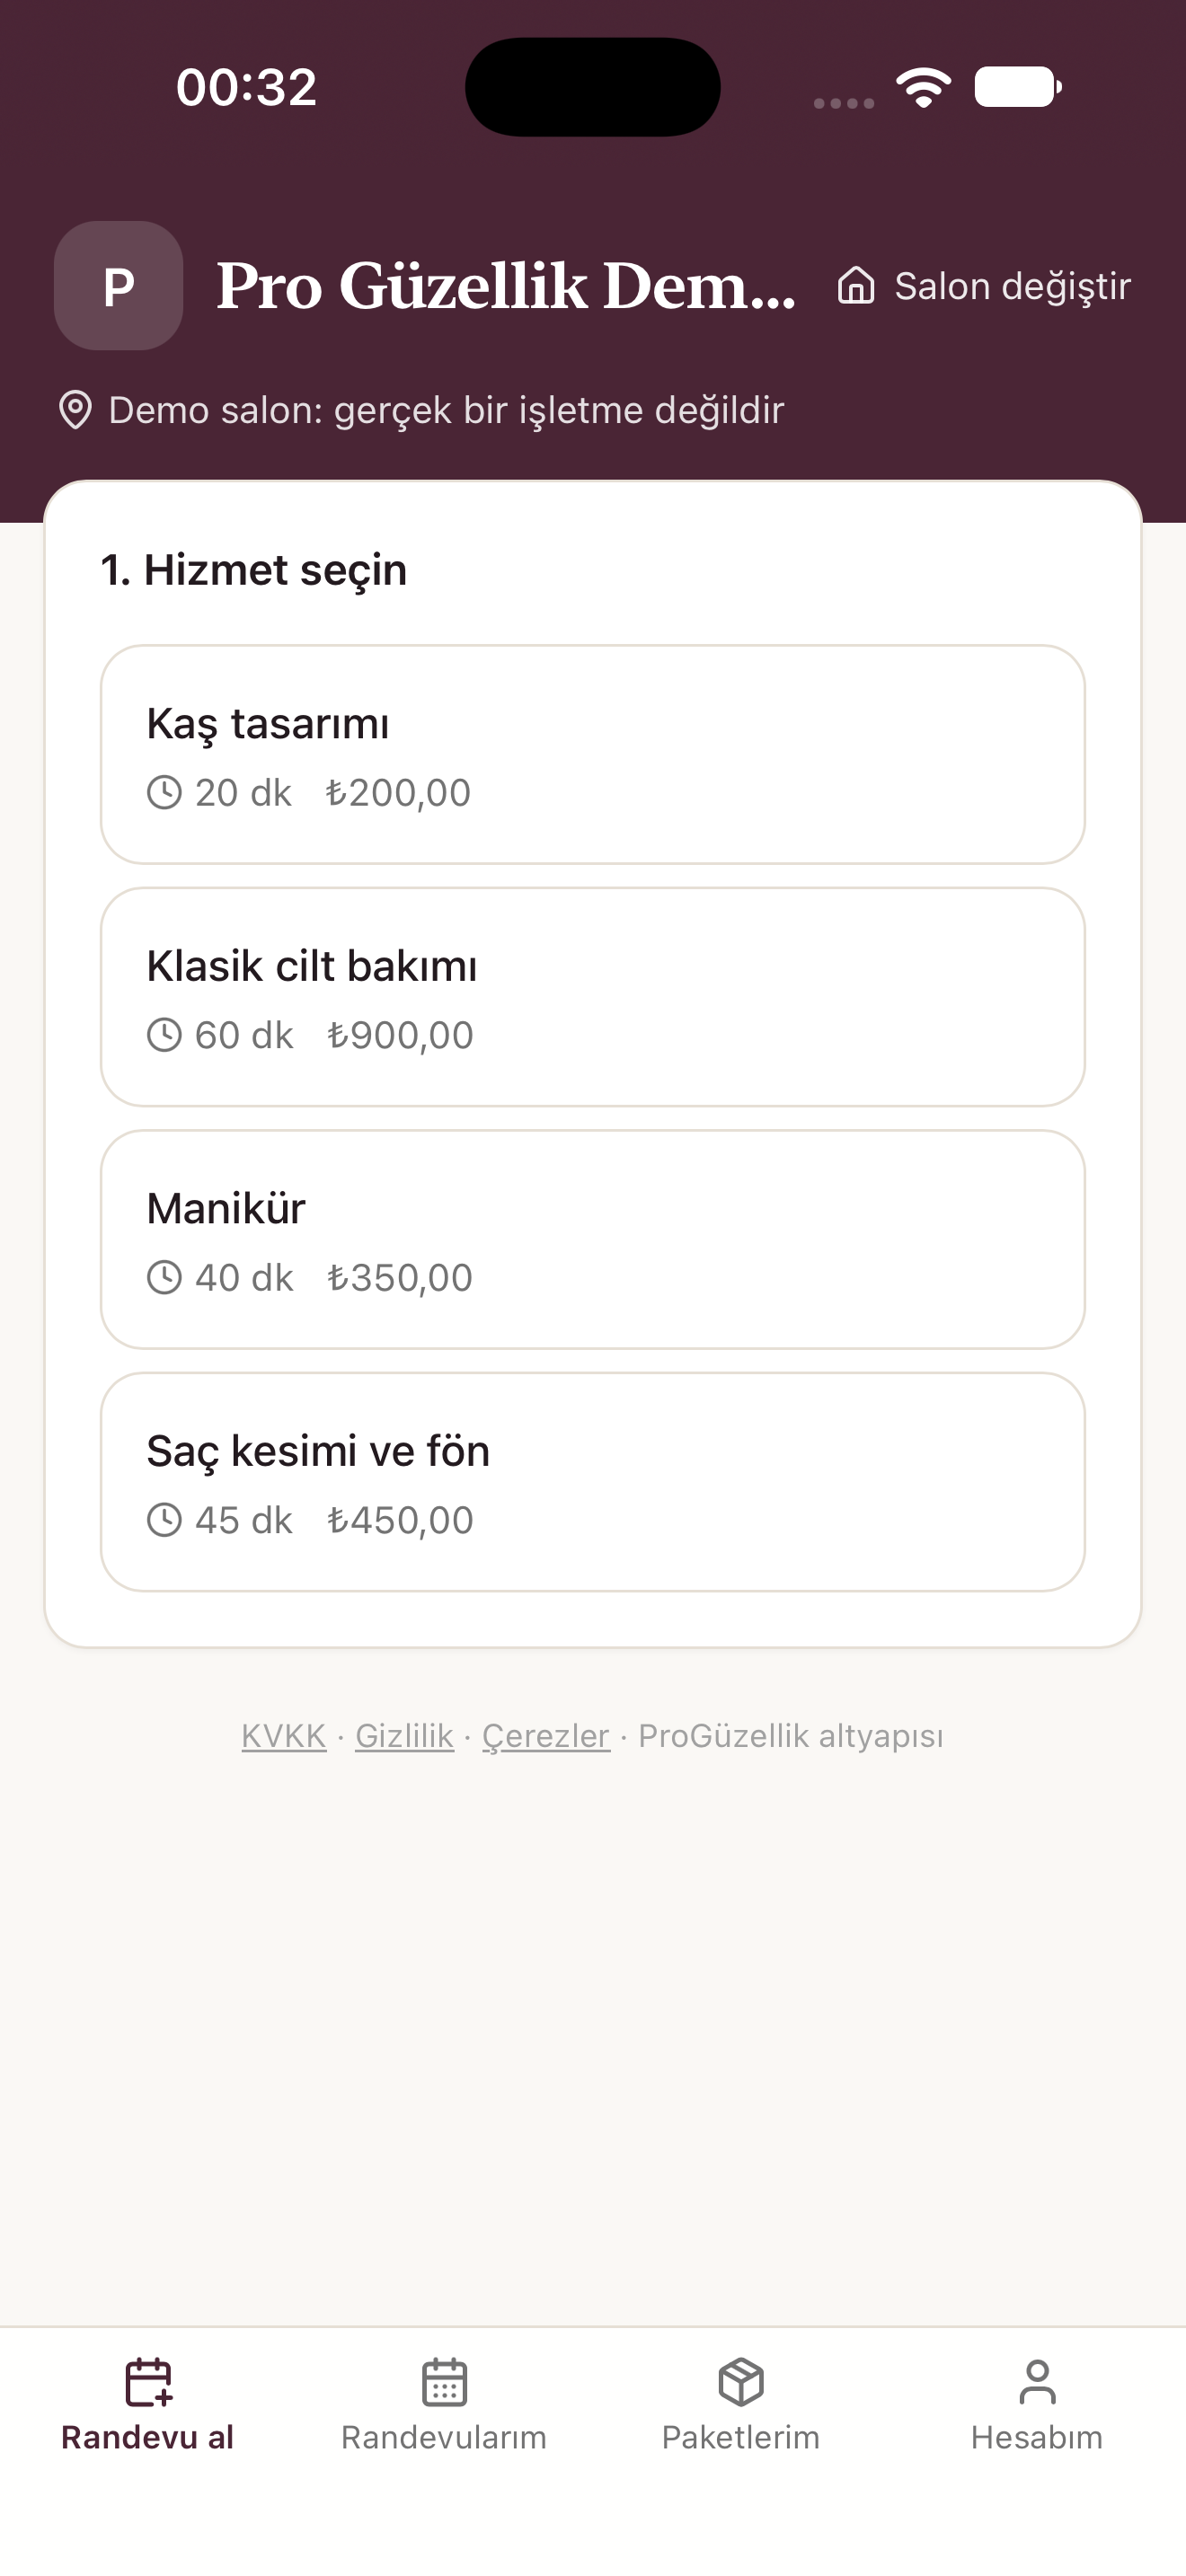 00:32
P
Pro Güzellik Dem...
Salon değiştir
Demo salon: gerçek bir işletme değildir
1. Hizmet seçin
Kaş tasarımı
20 dk ₺200,00
Klasik cilt bakımı
60 dk ₺900,00
Manikür
40 dk ₺350,00
Saç kesimi ve fön
45 dk ₺450,00
KVKK · Gizlilik · Çerezler · ProGüzellik altyapısı
Randevu al
Randevularım
Paketlerim
Hesabım